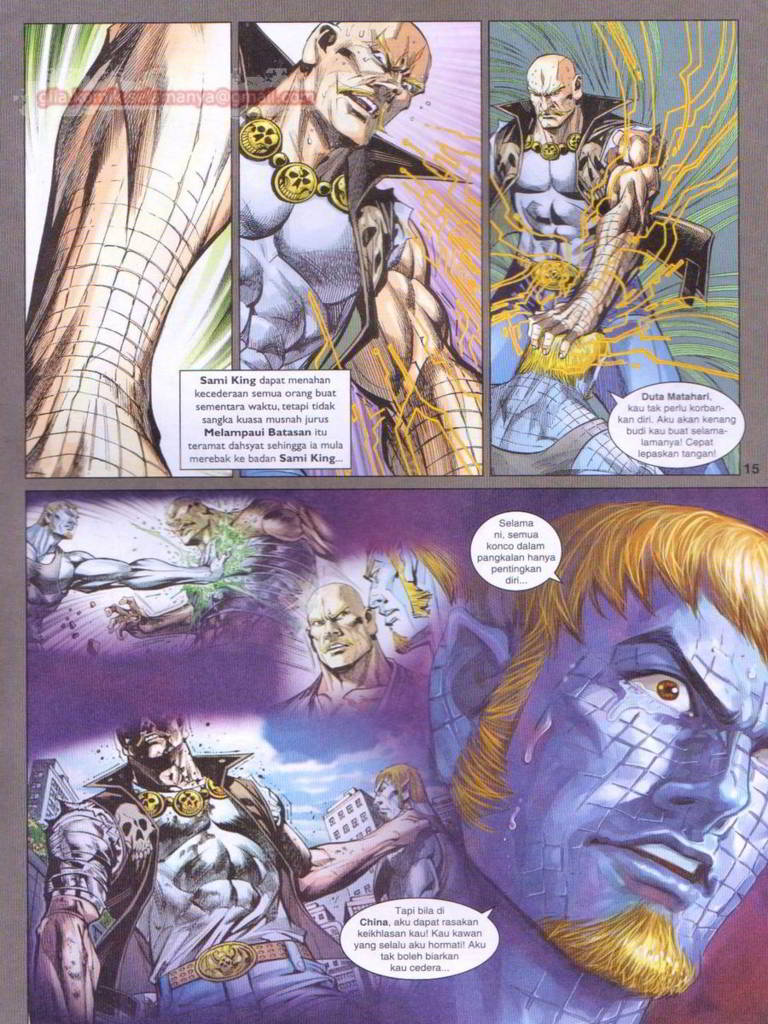 glia.komikselamanya@gmail.com
Sami King dapat menahan
kecederaan semua orang buat
sementara waktu, tetapi tidak
sangka kuasa musnah jurus
Melampaui Batasan itu
teramat dahsyat sehingga ia mula
merebak ke badan Sami King...
Duta Matahari,
kau tak perlu korban-
kan diri. Aku akan kenang
budi kau buat selama-
lamanya! Cepat
lepaskan tangan!
15
Selama
ni, semua
konco dalam
pangkalan hanya
pentingkan
diri...
Tapi bila di
China, aku dapat rasakan
keikhlasan kau! Kau kawan
yang selalu aku hormati! Aku
tak boleh biarkan
kau cedera...